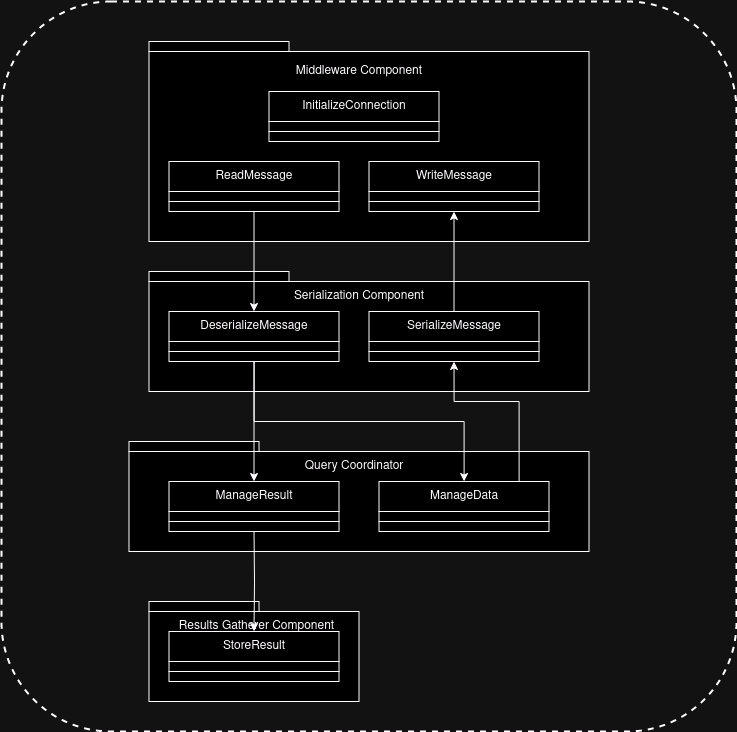 Middleware Component
InitializeConnection
ReadMessage
WriteMessage
Serialization Component
DeserializeMessage
SerializeMessage
Query Coordinator
ManageResult
ManageData
Results Gatherer Component
StoreResult